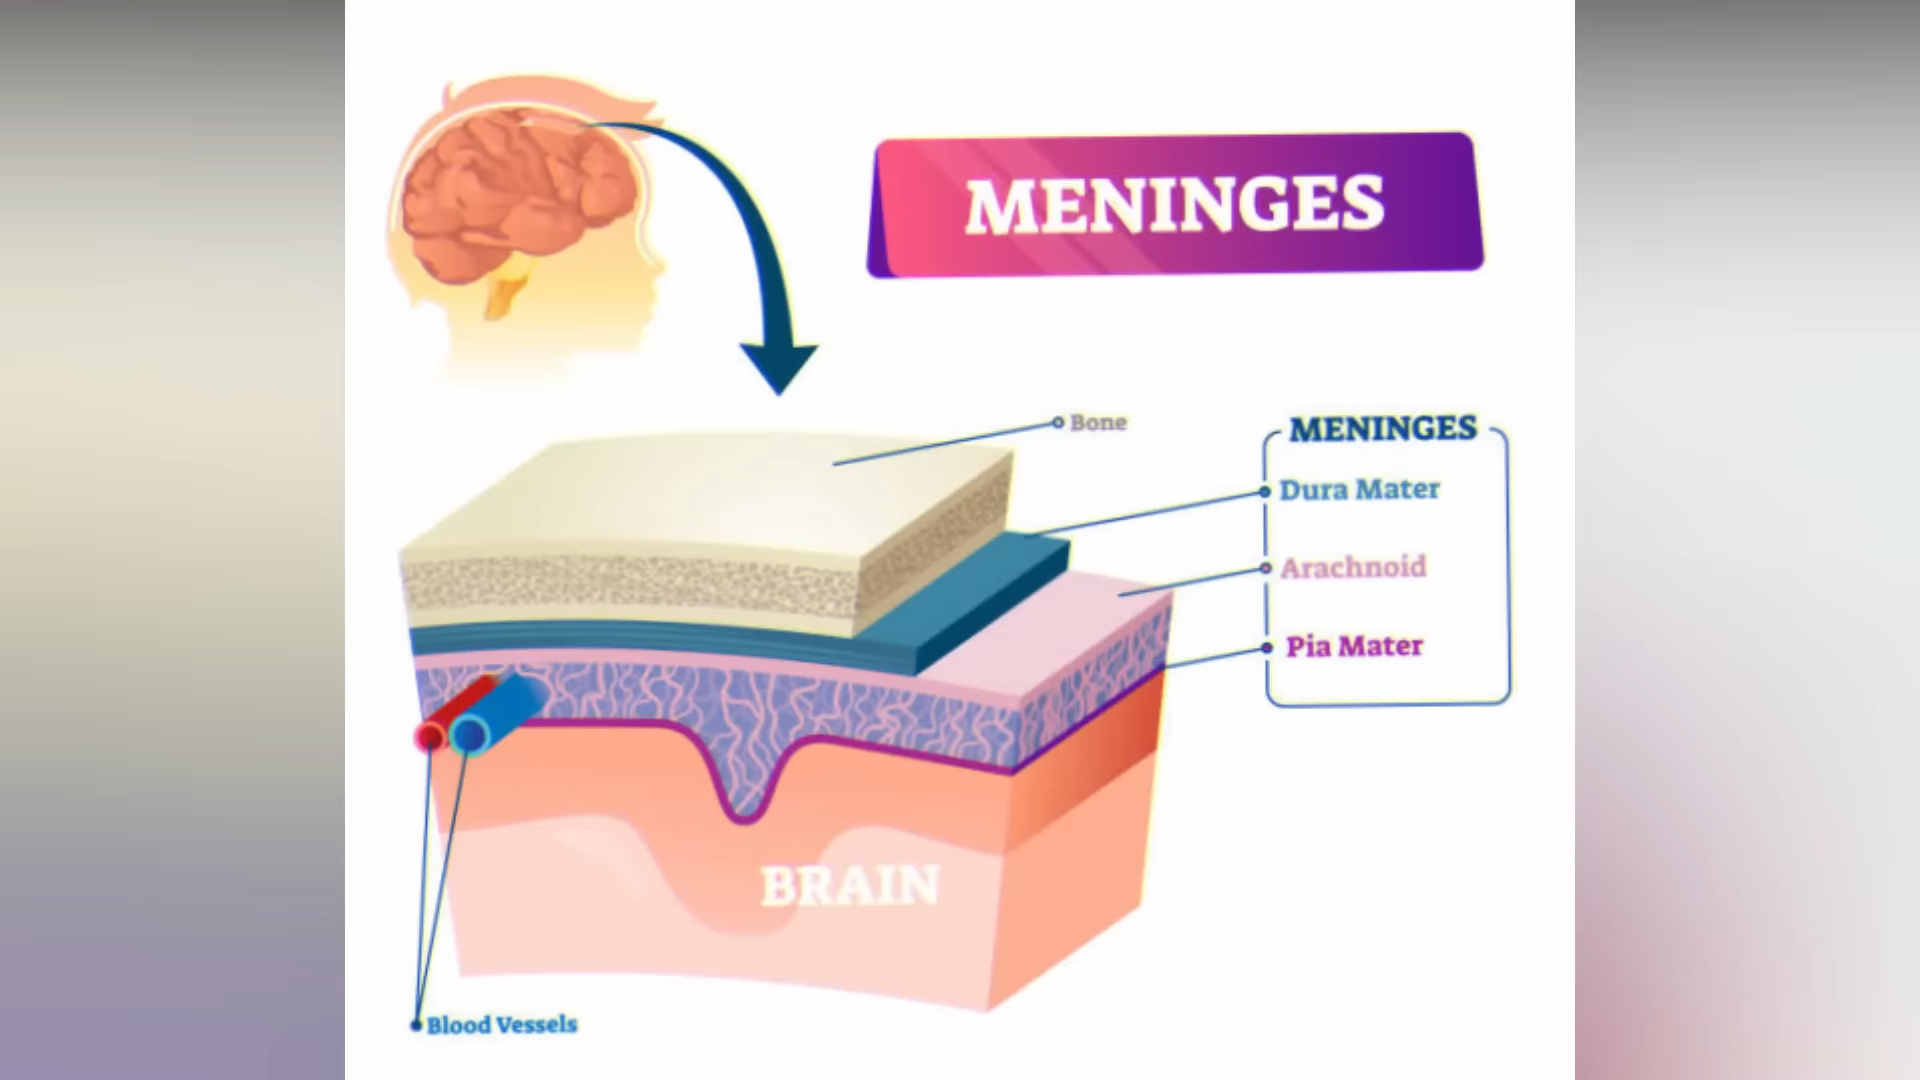 MENINGES
Bone
MENINGES
Dura Mater
Arachnoid
Pia Mater
BRAIN
Blood Vessels